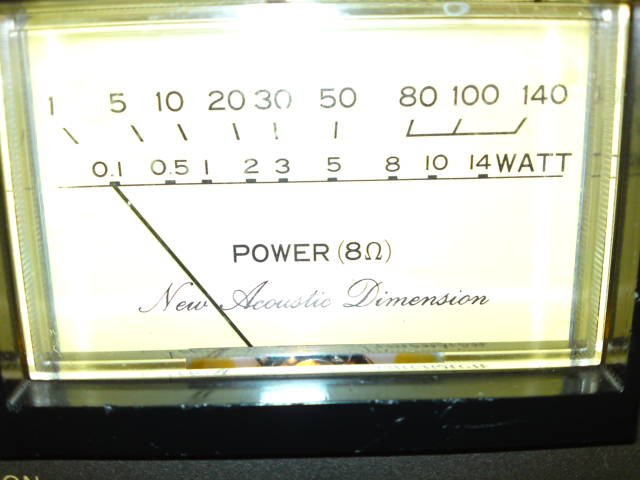 1 5 10 20 30 50 80 100 140
0.1 0.5 1 2 3 5 8 10 14 WATT
POWER (8Ω)
New Acoustic Dimension
ON